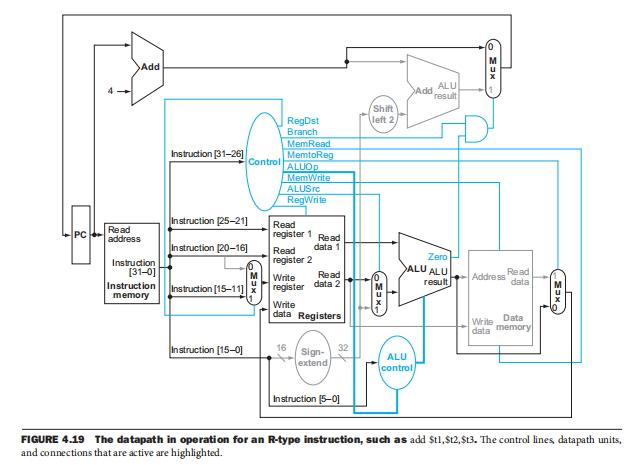 0
M
u
x
1
Add
4
Add ALU
result
Shift
left 2
RegDst
Branch
MemRead
MemtoReg
ALUOp
MemWrite
ALUSrc
RegWrite
Control
Instruction [31–26]
Instruction [25–21]
Instruction [20–16]
Instruction [15–11]
PC
Read
address
Instruction
[31–0]
Instruction
memory
0
M
u
x
1
Read
register 1
Read
register 2
Write
register
Write
data
Read
data 1
Read
data 2
Registers
0
M
u
x
1
Zero
ALU ALU
result
Address
Read
data
Write
data
Data
memory
1
M
u
x
0
Instruction [15–0]
16
Sign-
extend
32
ALU
control
Instruction [5–0]
FIGURE 4.19 The datapath in operation for an R-type instruction, such as add $t1,$t2,$t3. The control lines, datapath units,
and connections that are active are highlighted.